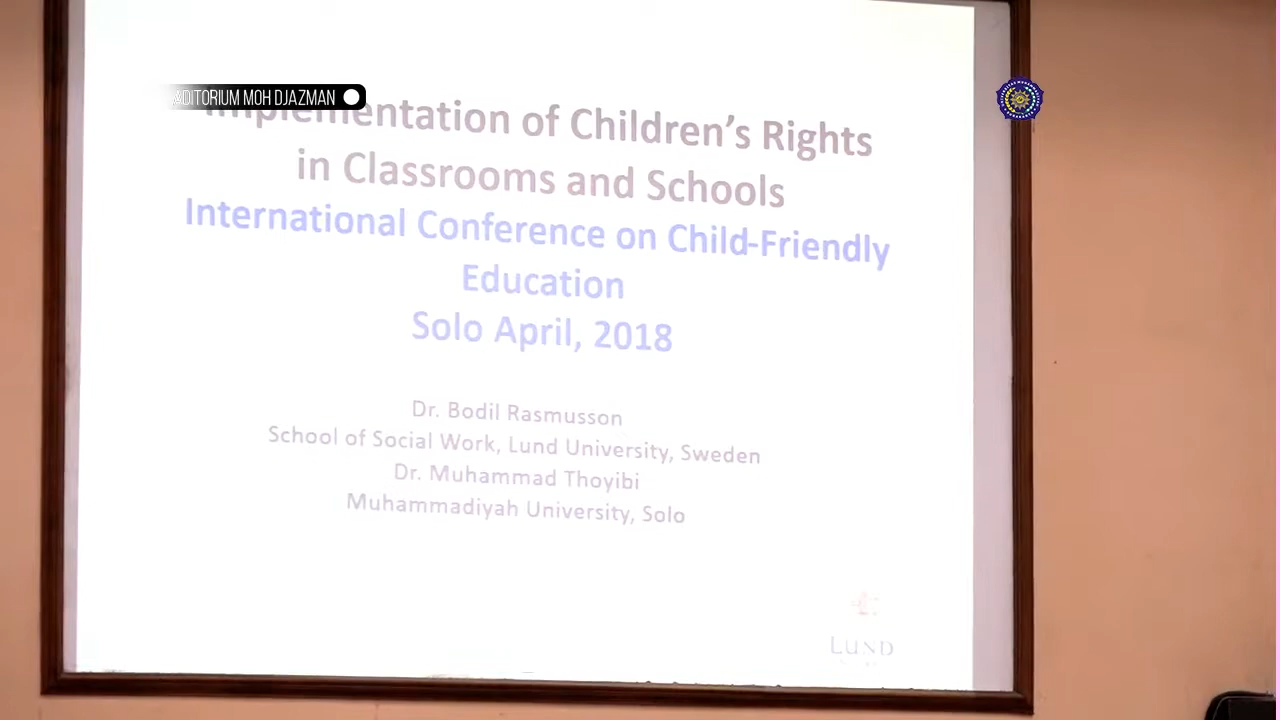 ADITORIUM MOH DJAZMAN
Implementation of Children's Rights
in Classrooms and Schools
International Conference on Child-Friendly
Education
Solo April, 2018
Dr. Bodil Rasmusson
School of Social Work, Lund University, Sweden
Dr. Muhammad Thoyibi
Muhammadiyah University, Solo
LUND